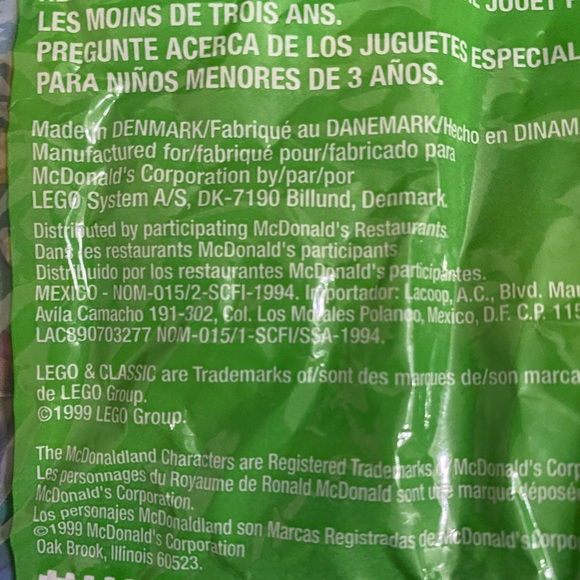 JOUET
LES MOINS DE TROIS ANS.
PREGUNTE ACERCA DE LOS JUGUETES ESPECIAL
PARA NIÑOS MENORES DE 3 AÑOS.
Made in DENMARK/Fabriqué au DANEMARK/Hecho en DINAM
Manufactured for/fabriqué pour/fabricado para
McDonald's Corporation by/par/por
LEGO System A/S, DK-7190 Billund, Denmark
Distributed by participating McDonald's Restaurants.
Dans les restaurants McDonald's participants
Distribuido por los restaurantes McDonald's participantes.
MEXICO - NOM-015/2-SCFI-1994. Importador: Lacoop, A.C., Blvd. Man
Avila Camacho 191-302, Col. Los Morales Polanco, Mexico, D.F. C.P. 115
LAC890703277 NOM-015/1-SCFI/SSA-1994.
LEGO & CLASSIC are Trademarks of/sont des marques de/son marca
de LEGO Group.
©1999 LEGO Group.
The McDonaldland Characters are Registered Trademarks of McDonald's Corp
Les personnages du Royaume de Ronald McDonald sont une marque déposé
McDonald's Corporation.
Los personajes McDonaldland son Marcas Registradas de McDonald's Corpo
©1999 McDonald's Corporation
Oak Brook, Illinois 60523.